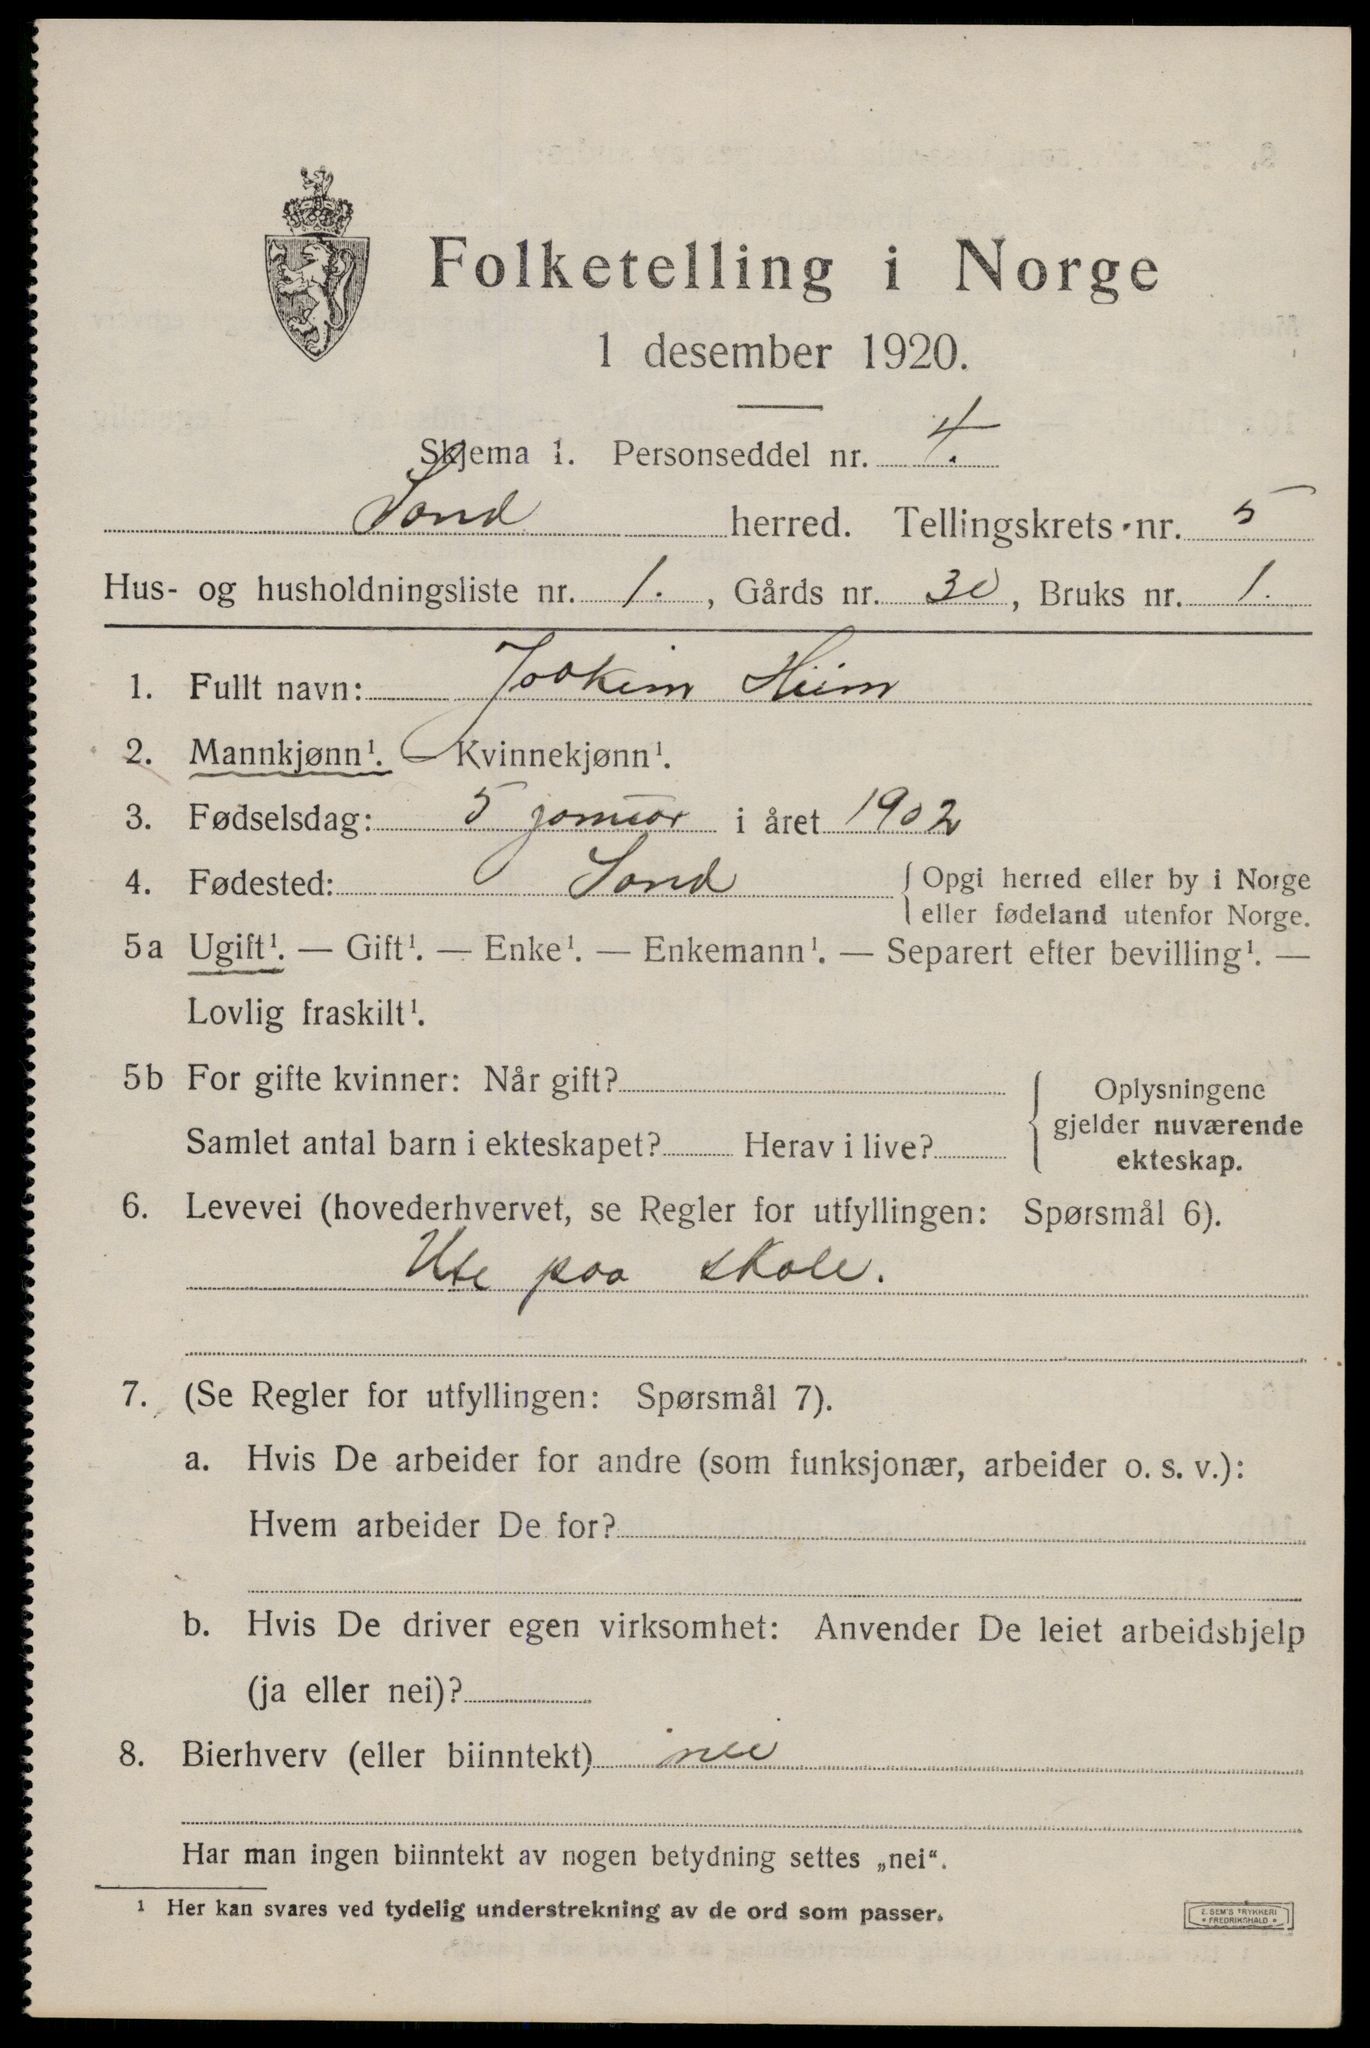 Folketelling i Norge
1 desember 1920.
Skjema 1. Personseddel nr. 4.
Sand herred. Tellingskrets-nr. 5
Hus- og husholdningsliste nr. 1., Gårds nr. 30, Bruks nr. 1.
1. Fullt navn: Joakim Hiim
2. Mannkjønn¹. — Kvinnekjønn¹.
3. Fødselsdag: 5 januar i året 1902
4. Fødested: Sand { Opgi herred eller by i Norge
eller fødeland utenfor Norge.
5a Ugift¹. — Gift¹. — Enke¹. — Enkemann¹. — Separert efter bevilling¹. —
Lovlig fraskilt¹.
5b For gifte kvinner: Når gift?
Samlet antal barn i ekteskapet? Herav i live?
{ Oplysningene
gjelder nuværende
ekteskap.
6. Levevei (hovederhvervet, se Regler for utfyllingen: Spørsmål 6).
Ute paa skole.
7. (Se Regler for utfyllingen: Spørsmål 7).
a. Hvis De arbeider for andre (som funksjonær, arbeider o. s. v.):
Hvem arbeider De for?
b. Hvis De driver egen virksomhet: Anvender De leiet arbeidshjelp
(ja eller nei)?
8. Bierhverv (eller biinntekt) nei
Har man ingen biinntekt av nogen betydning settes „nei“.
¹ Her kan svares ved tydelig understrekning av de ord som passer.
E. SEM'S TRYKKERI
FREDRIKSHALD